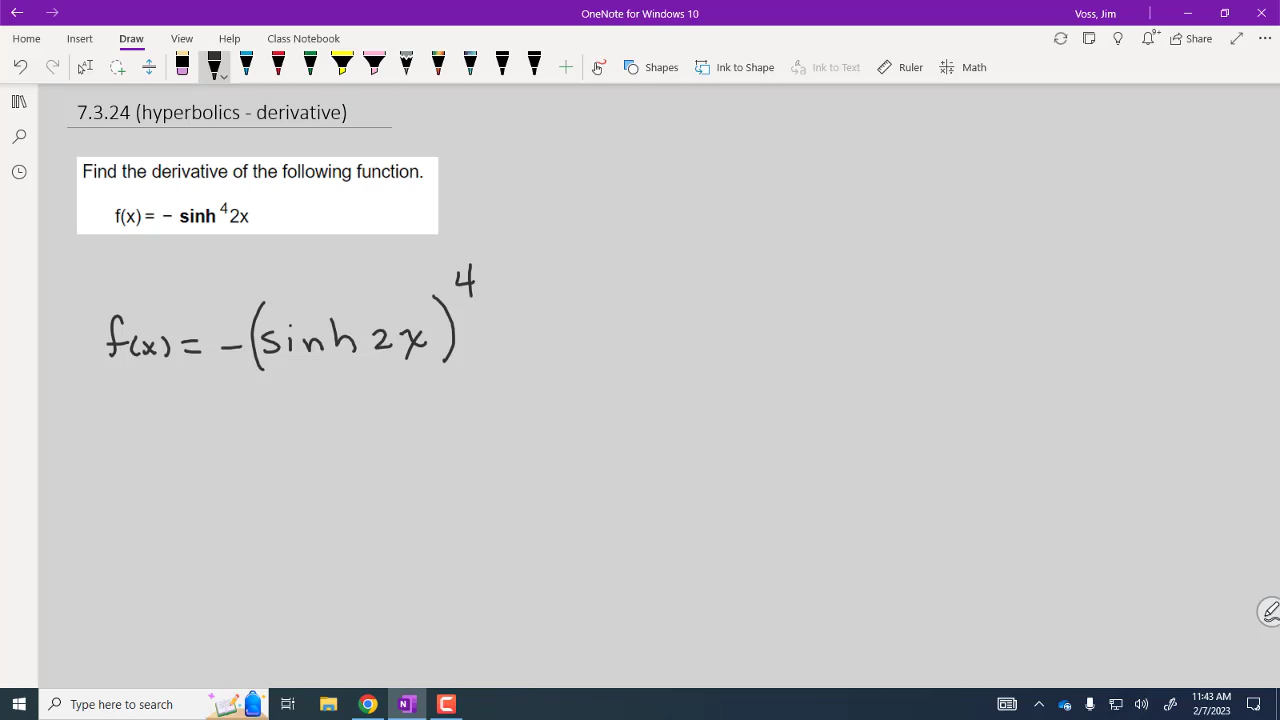 OneNote for Windows 10
Voss, Jim
Home Insert Draw View Help Class Notebook
Share
Shapes Ink to Shape Ink to Text Ruler Math
7.3.24 (hyperbolics - derivative)
Find the derivative of the following function.
f(x) = − sinh ⁴2x
f(x) = -(sinh 2x)⁴
Type here to search
11:43 AM
2/7/2023